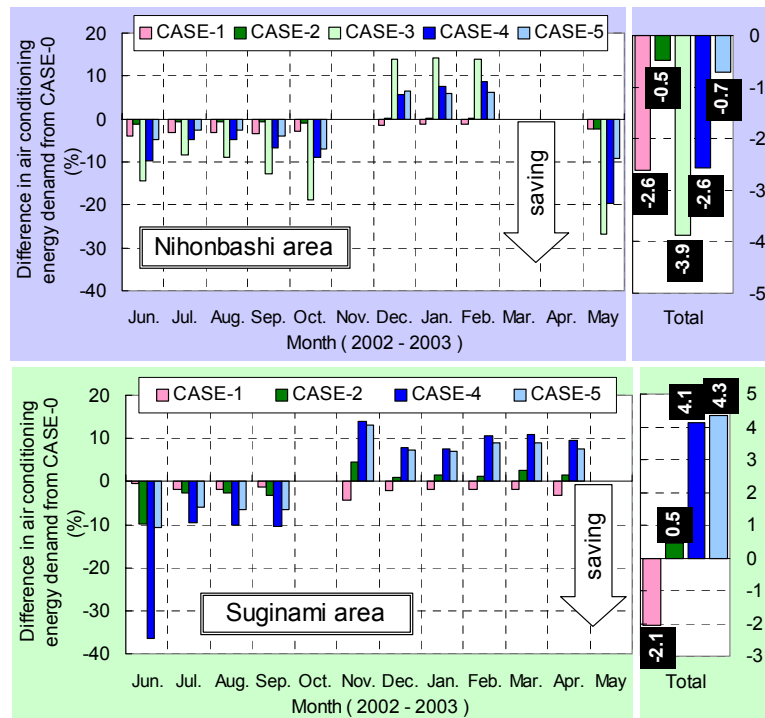 CASE-1 CASE-2 CASE-3 CASE-4 CASE-5
Difference in air conditioning
energy denamd from CASE-0
(%)
20
10
0
-10
-20
-30
-40
saving
Nihonbashi area
Jun. Jul. Aug. Sep. Oct. Nov. Dec. Jan. Feb. Mar. Apr. May
Month ( 2002 - 2003 )
-2.6
-0.5
-3.9
-2.6
-0.7
0
-1
-2
-3
-4
-5
Total
CASE-1 CASE-2 CASE-4 CASE-5
Difference in air conditioning
energy denamd from CASE-0
(%)
20
10
0
-10
-20
-30
-40
saving
Suginami area
Jun. Jul. Aug. Sep. Oct. Nov. Dec. Jan. Feb. Mar. Apr. May
Month ( 2002 - 2003 )
-2.1
0.5
4.1
4.3
5
4
3
2
1
0
-1
-2
-3
Total